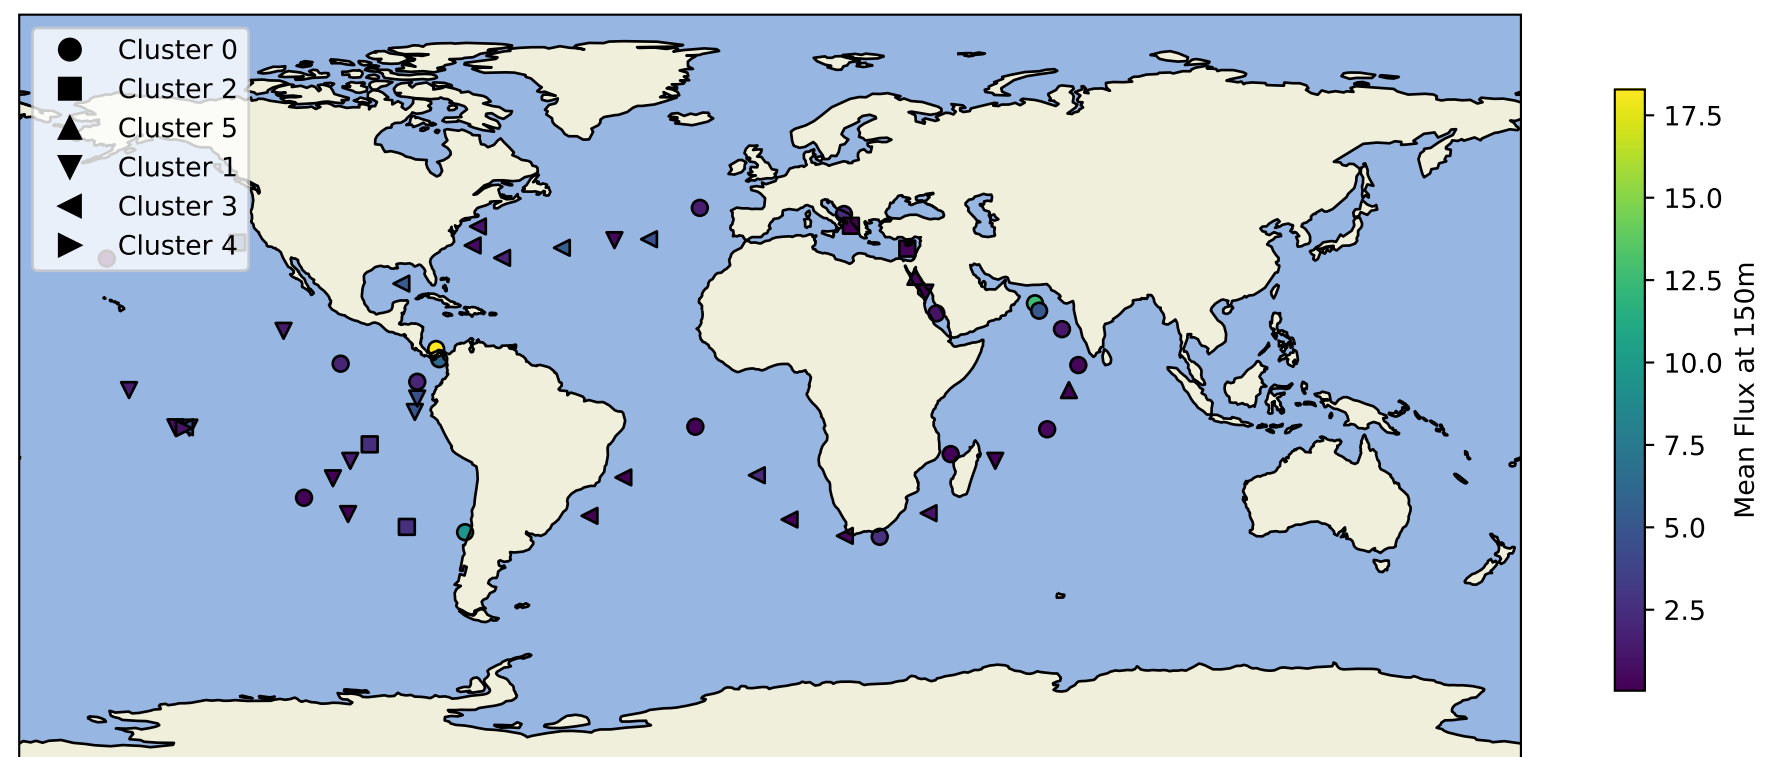 Cluster 0
Cluster 2
Cluster 5
Cluster 1
Cluster 3
Cluster 4
17.5
15.0
12.5
10.0
7.5
5.0
2.5
Mean Flux at 150m